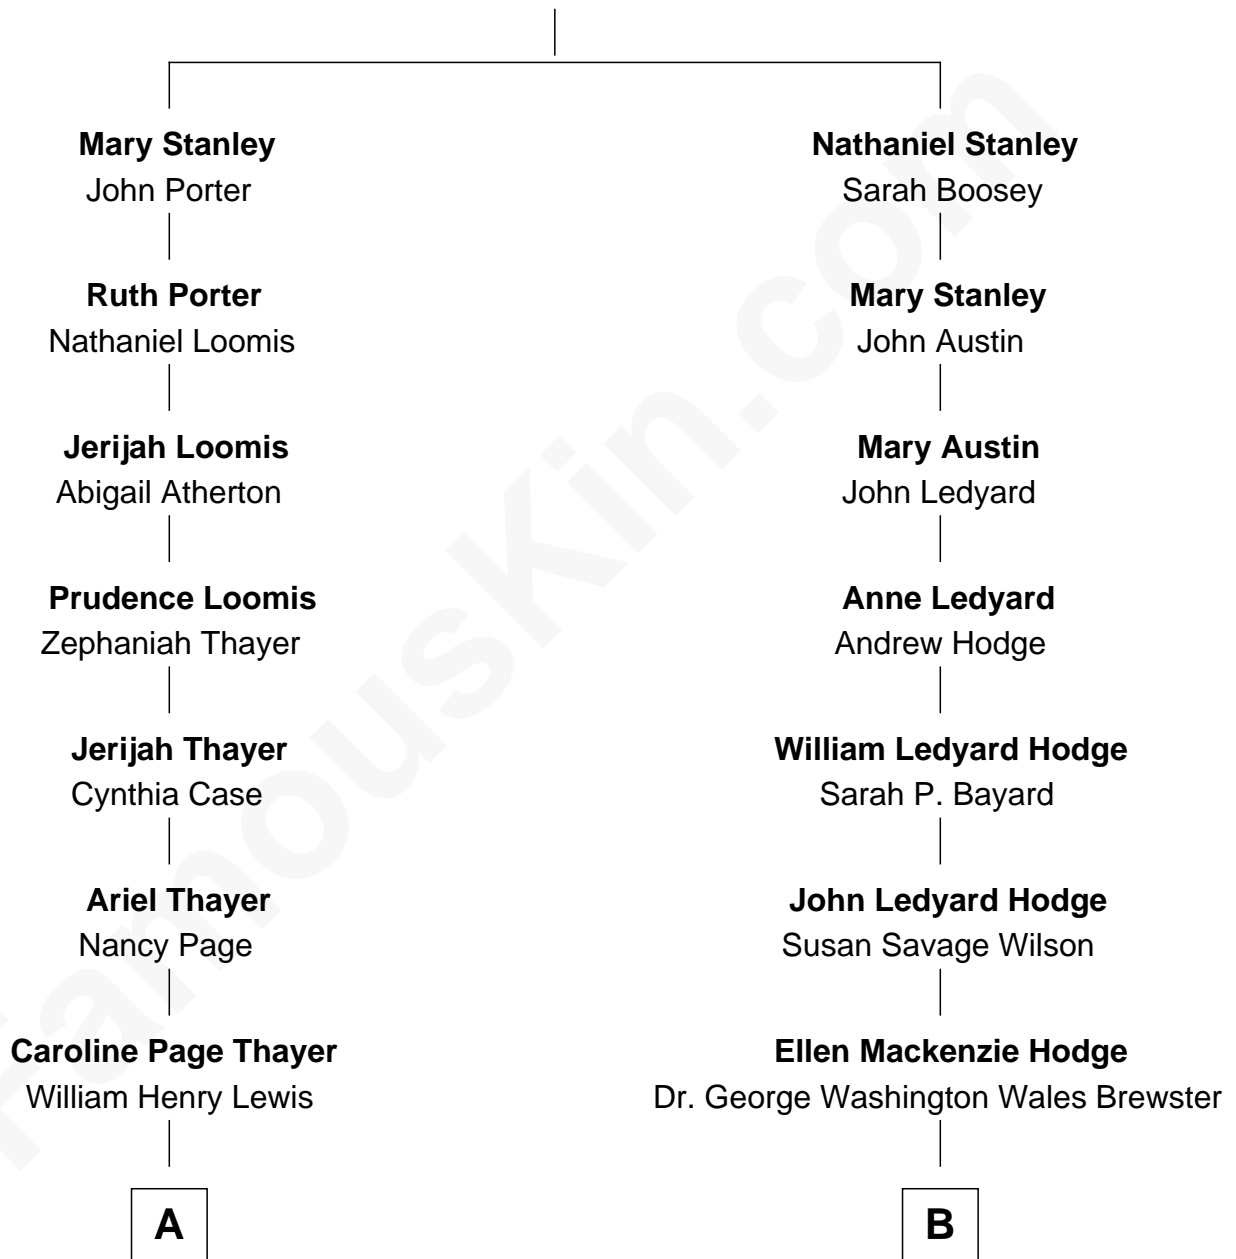 Mary Stanley
John Porter
Ruth Porter
Nathaniel Loomis
Jerijah Loomis
Abigail Atherton
Prudence Loomis
Zephaniah Thayer
Jerijah Thayer
Cynthia Case
Ariel Thayer
Nancy Page
Caroline Page Thayer
William Henry Lewis
A
Nathaniel Stanley
Sarah Boosey
Mary Stanley
John Austin
Mary Austin
John Ledyard
Anne Ledyard
Andrew Hodge
William Ledyard Hodge
Sarah P. Bayard
John Ledyard Hodge
Susan Savage Wilson
Ellen Mackenzie Hodge
Dr. George Washington Wales Brewster
B
FamousKin.com